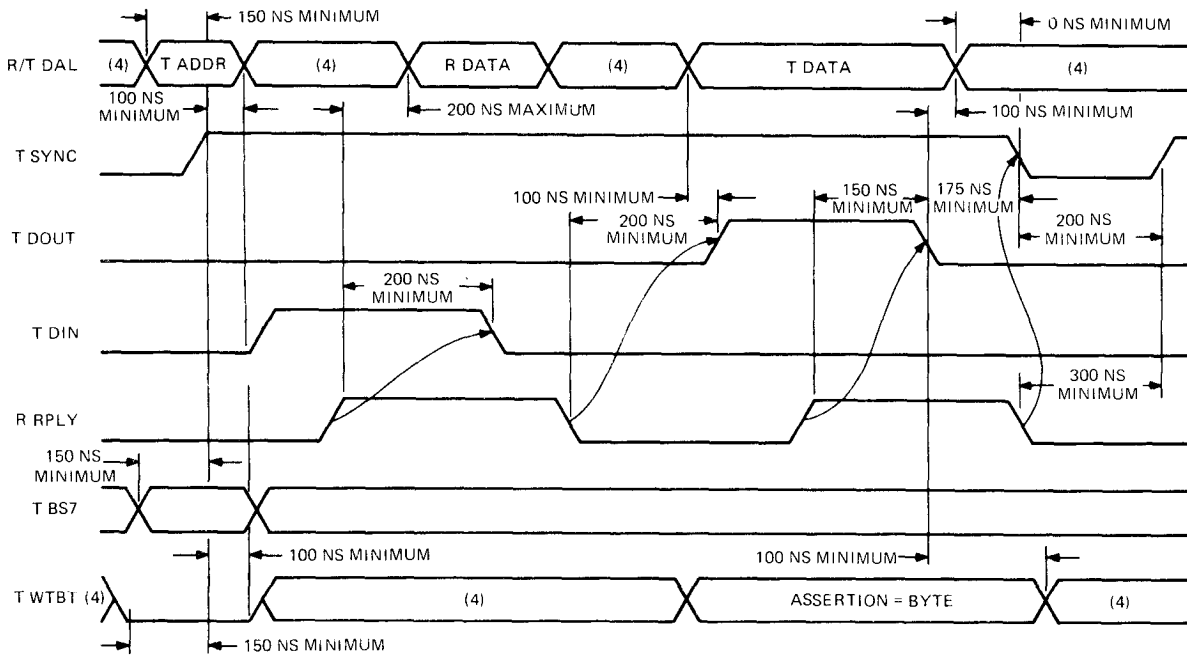 150 NS MINIMUM
0 NS MINIMUM
R/T DAL
(4)
T ADDR
(4)
R DATA
(4)
T DATA
(4)
100 NS
MINIMUM
200 NS MAXIMUM
100 NS MINIMUM
T SYNC
100 NS MINIMUM
150 NS
MINIMUM
175 NS
MINIMUM
200 NS
MINIMUM
200 NS
MINIMUM
T DOUT
200 NS
MINIMUM
T DIN
300 NS
MINIMUM
R RPLY
150 NS
MINIMUM
T BS7
100 NS MINIMUM
100 NS MINIMUM
T WTBT (4)
(4)
ASSERTION = BYTE
(4)
150 NS MINIMUM